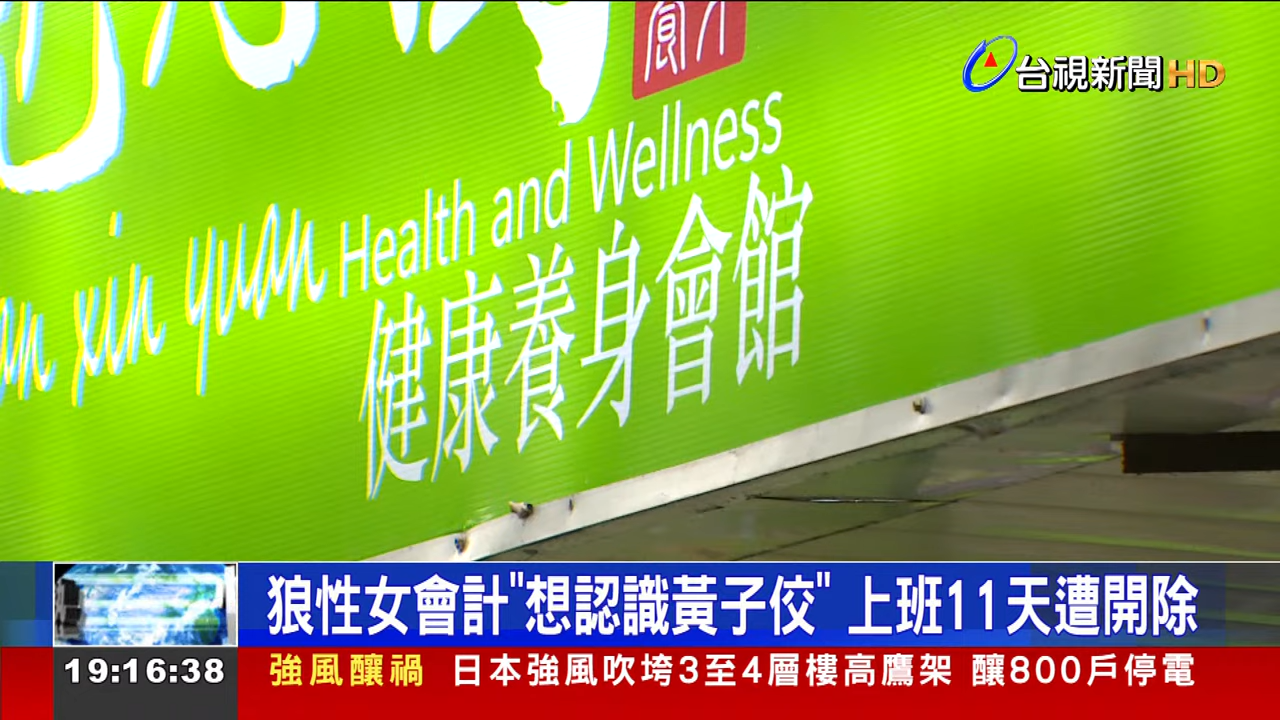 台視新聞HD
Health and Wellness
xin yuan
健康養身會館
狼性女會計"想認識黃子佼" 上班11天遭開除
19:16:38
強風釀禍 日本強風吹垮3至4層樓高鷹架 釀800戶停電